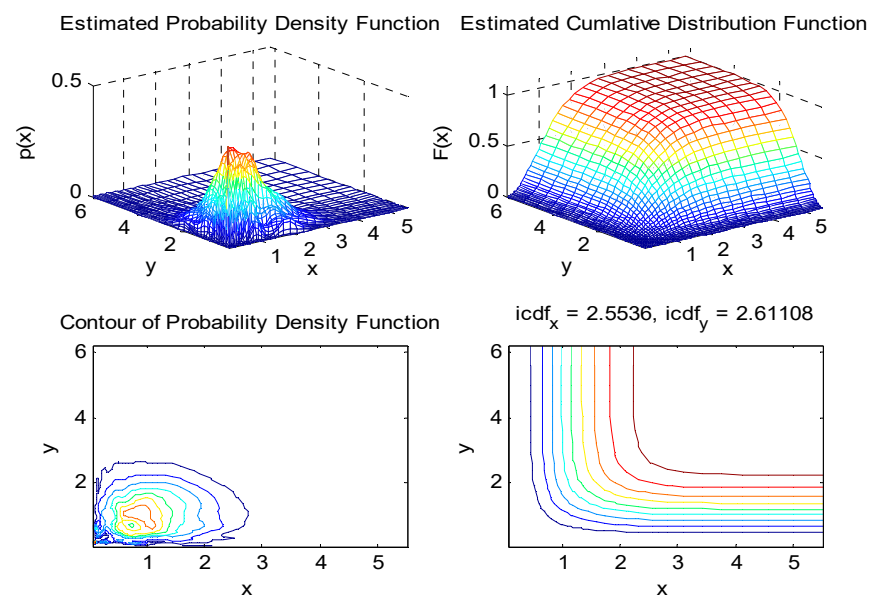 Estimated Probability Density Function
0.5
0
p(x)
6
4
2
y
1
2
3
4
5
x
Estimated Cumlative Distribution Function
1
0.5
0
F(x)
6
4
2
y
1
2
3
4
5
x
Contour of Probability Density Function
6
4
2
y
1
2
3
4
5
x
icdfx = 2.5536, icdfy = 2.61108
6
4
2
y
1
2
3
4
5
x